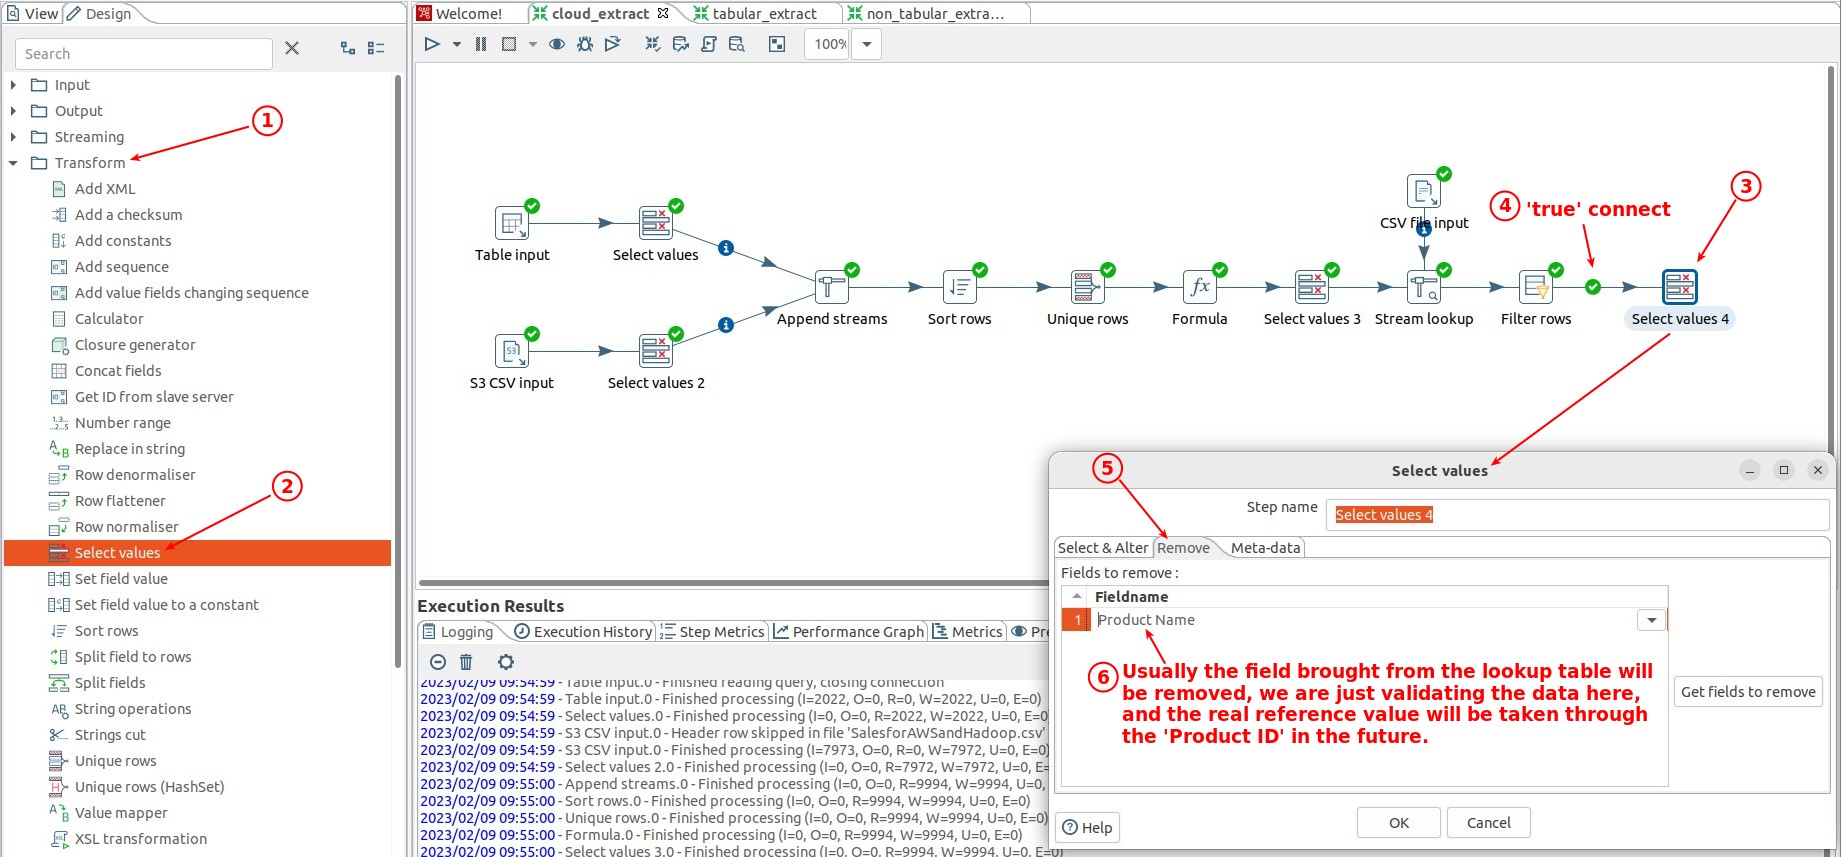 View
Design
Welcome!
cloud_extract
tabular_extract
non_tabular_extra...
Search
100%
Input
Output
Streaming
Transform
Add XML
Add a checksum
Add constants
Add sequence
Add value fields changing sequence
Calculator
Closure generator
Concat fields
Get ID from slave server
Number range
Replace in string
Row denormaliser
Row flattener
Row normaliser
Select values
Set field value
Set field value to a constant
Sort rows
Split field to rows
Split fields
String operations
Strings cut
Unique rows
Unique rows (HashSet)
Value mapper
XSL transformation
1
2
3
4 'true' connect
CSV file input
Table input
Select values
Append streams
Sort rows
Unique rows
Formula
Select values 3
Stream lookup
Filter rows
Select values 4
S3 CSV input
Select values 2
Execution Results
Logging
Execution History
Step Metrics
Performance Graph
Metrics
Pre
2023/02/09 09:54:59 - Table input.0 - Finished reading query, closing connection
2023/02/09 09:54:59 - Table input.0 - Finished processing (I=2022, O=0, R=0, W=2022, U=0, E=0)
2023/02/09 09:54:59 - Select values.0 - Finished processing (I=0, O=0, R=2022, W=2022, U=0, E=0
2023/02/09 09:54:59 - S3 CSV input.0 - Header row skipped in file 'SalesforAWSandHadoop.csv'
2023/02/09 09:54:59 - S3 CSV input.0 - Finished processing (I=7973, O=0, R=0, W=7972, U=0, E=0)
2023/02/09 09:54:59 - Select values 2.0 - Finished processing (I=0, O=0, R=7972, W=7972, U=0, E=
2023/02/09 09:55:00 - Append streams.0 - Finished processing (I=0, O=0, R=9994, W=9994, U=0,
2023/02/09 09:55:00 - Sort rows.0 - Finished processing (I=0, O=0, R=9994, W=9994, U=0, E=0)
2023/02/09 09:55:00 - Unique rows.0 - Finished processing (I=0, O=0, R=9994, W=9994, U=0, E=0)
2023/02/09 09:55:00 - Formula.0 - Finished processing (I=0, O=0, R=9994, W=9994, U=0, E=0)
2023/02/09 09:55:00 - Select values 3.0 - Finished processing (I=0, O=0, R=9994, W=9994, U=0, E=0)
5
Select values
Step name
Select values 4
Select & Alter
Remove
Meta-data
Fields to remove :
Fieldname
1 Product Name
6 Usually the field brought from the lookup table will
be removed, we are just validating the data here,
and the real reference value will be taken through
the 'Product ID' in the future.
Get fields to remove
Help
OK
Cancel